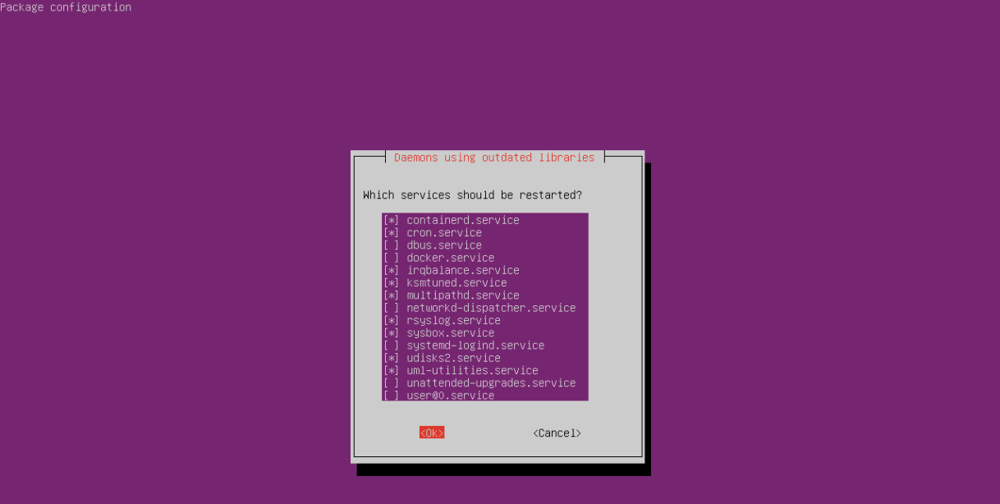 Package configuration
Daemons using outdated libraries
Which services should be restarted?
[*] containerd.service
[*] cron.service
[ ] dbus.service
[ ] docker.service
[*] irqbalance.service
[*] ksmtuned.service
[*] multipathd.service
[ ] networkd-dispatcher.service
[*] rsyslog.service
[*] sysbox.service
[ ] systemd-logind.service
[*] udisks2.service
[*] uml-utilities.service
[ ] unattended-upgrades.service
[ ] user@0.service
<Ok> <Cancel>